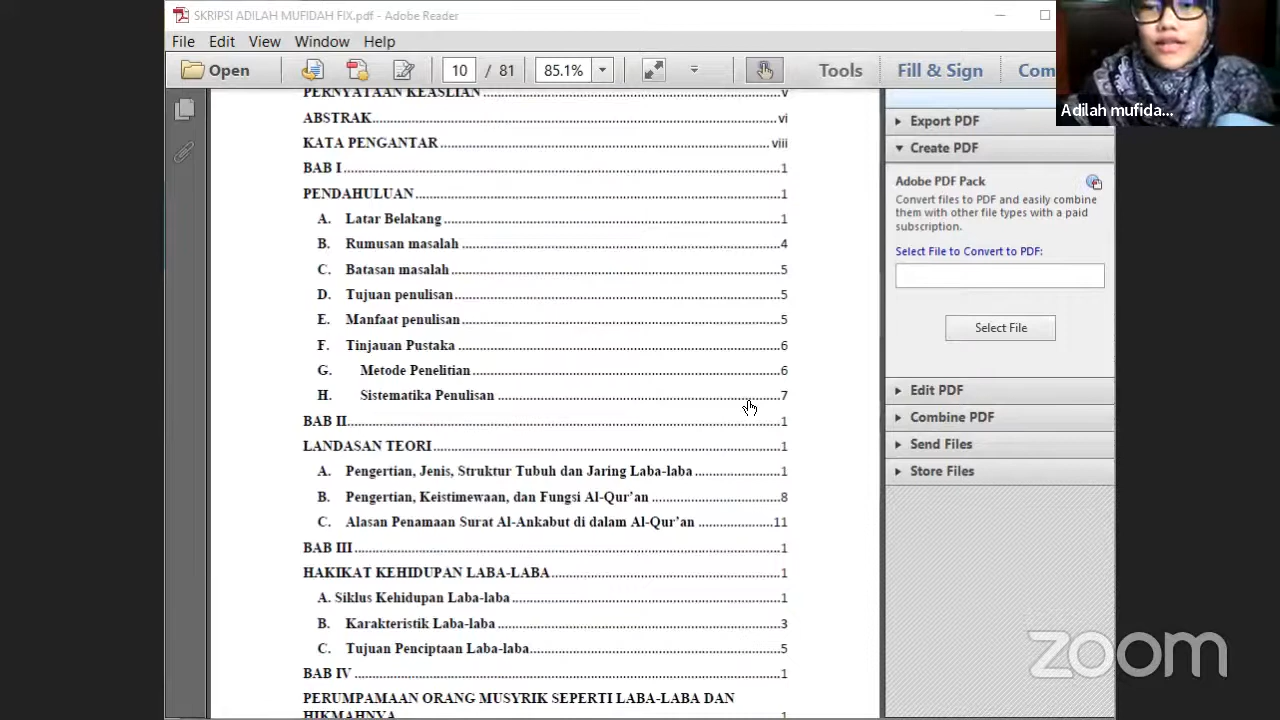 SKRIPSI ADILAH MUFIDAH FIX.pdf - Adobe Reader
File Edit View Window Help
Open 10 / 81 85.1% Tools Fill & Sign Com
PERNYATAAN KEASLIAN v
ABSTRAK vi
KATA PENGANTAR viii
BAB I 1
PENDAHULUAN 1
A. Latar Belakang 1
B. Rumusan masalah 4
C. Batasan masalah 5
D. Tujuan penulisan 5
E. Manfaat penulisan 5
F. Tinjauan Pustaka 6
G. Metode Penelitian 6
H. Sistematika Penulisan 7
BAB II 1
LANDASAN TEORI 1
A. Pengertian, Jenis, Struktur Tubuh dan Jaring Laba-laba 1
B. Pengertian, Keistimewaan, dan Fungsi Al-Qur’an 8
C. Alasan Penamaan Surat Al-Ankabut di dalam Al-Qur’an 11
BAB III 1
HAKIKAT KEHIDUPAN LABA-LABA 1
A. Siklus Kehidupan Laba-laba 1
B. Karakteristik Laba-laba 3
C. Tujuan Penciptaan Laba-laba 5
BAB IV 1
PERUMPAMAAN ORANG MUSYRIK SEPERTI LABA-LABA DAN
HIKMAHNYA 1
Adilah mufida...
Export PDF
Create PDF
Adobe PDF Pack
Convert files to PDF and easily combine
them with other file types with a paid
subscription.
Select File to Convert to PDF:
Select File
Edit PDF
Combine PDF
Send Files
Store Files
zoom